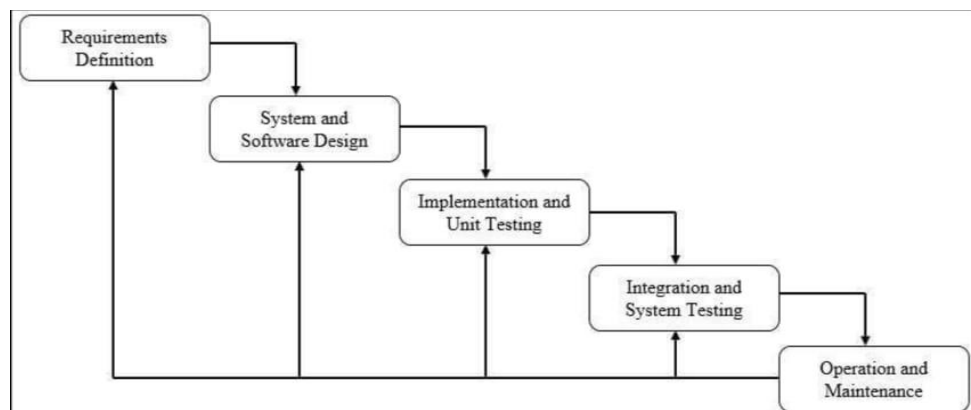 Requirements
Definition
System and
Software Design
Implementation and
Unit Testing
Integration and
System Testing
Operation and
Maintenance